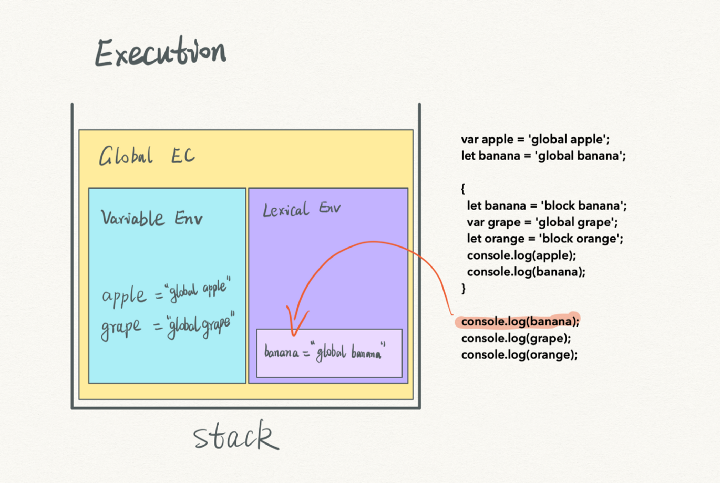 Execution
Global EC
Variable Env
apple = "global apple"
grape = "global grape"
Lexical Env
banana = "global banana"
stack
var apple = 'global apple';
let banana = 'global banana';
{
let banana = 'block banana';
var grape = 'global grape';
let orange = 'block orange';
console.log(apple);
console.log(banana);
}
console.log(banana);
console.log(grape);
console.log(orange);